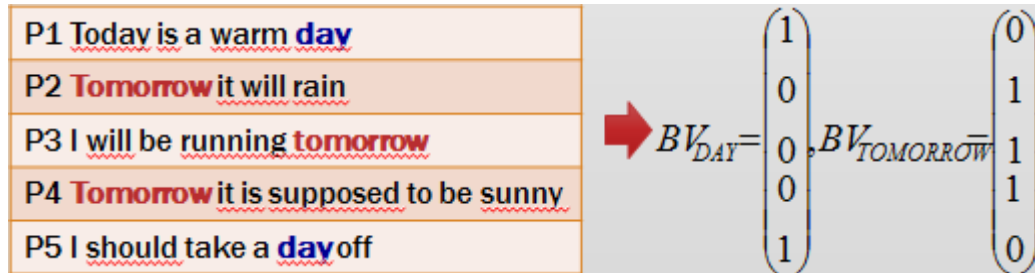 P1 Today is a warm day
P2 Tomorrow it will rain
P3 I will be running tomorrow
P4 Tomorrow it is supposed to be sunny
P5 I should take a day off
BV_DAY = (1 0 0 0 1), BV_TOMORROW = (0 1 1 1 0)